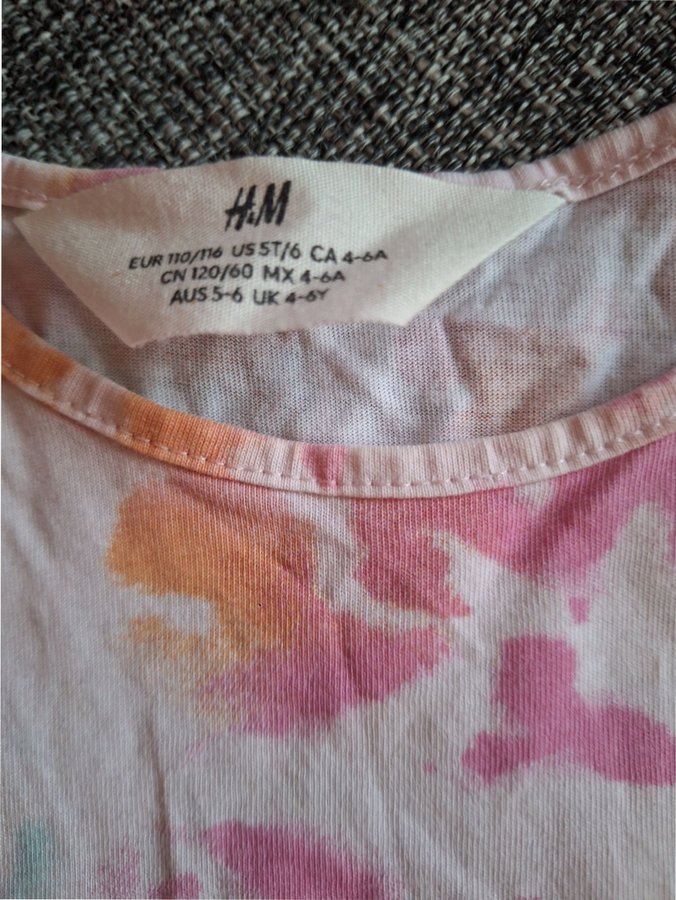 H&M
EUR 110/116 US 5T/6 CA 4-6A
CN 120/60 MX 4-6A
AUS 5-6 UK 4-6Y